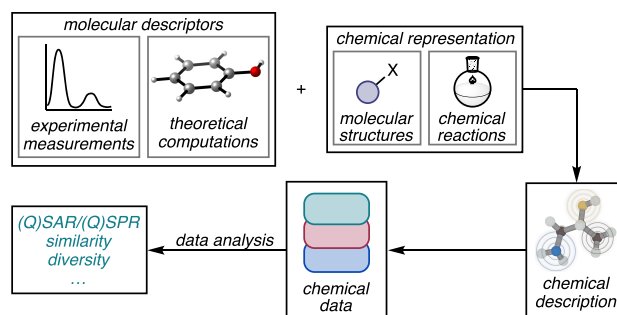 molecular descriptors
experimental
measurements
theoretical
computations
+
chemical representation
X
molecular
structures
chemical
reactions
(Q)SAR/(Q)SPR
similarity
diversity
…
data analysis
chemical
data
chemical
description